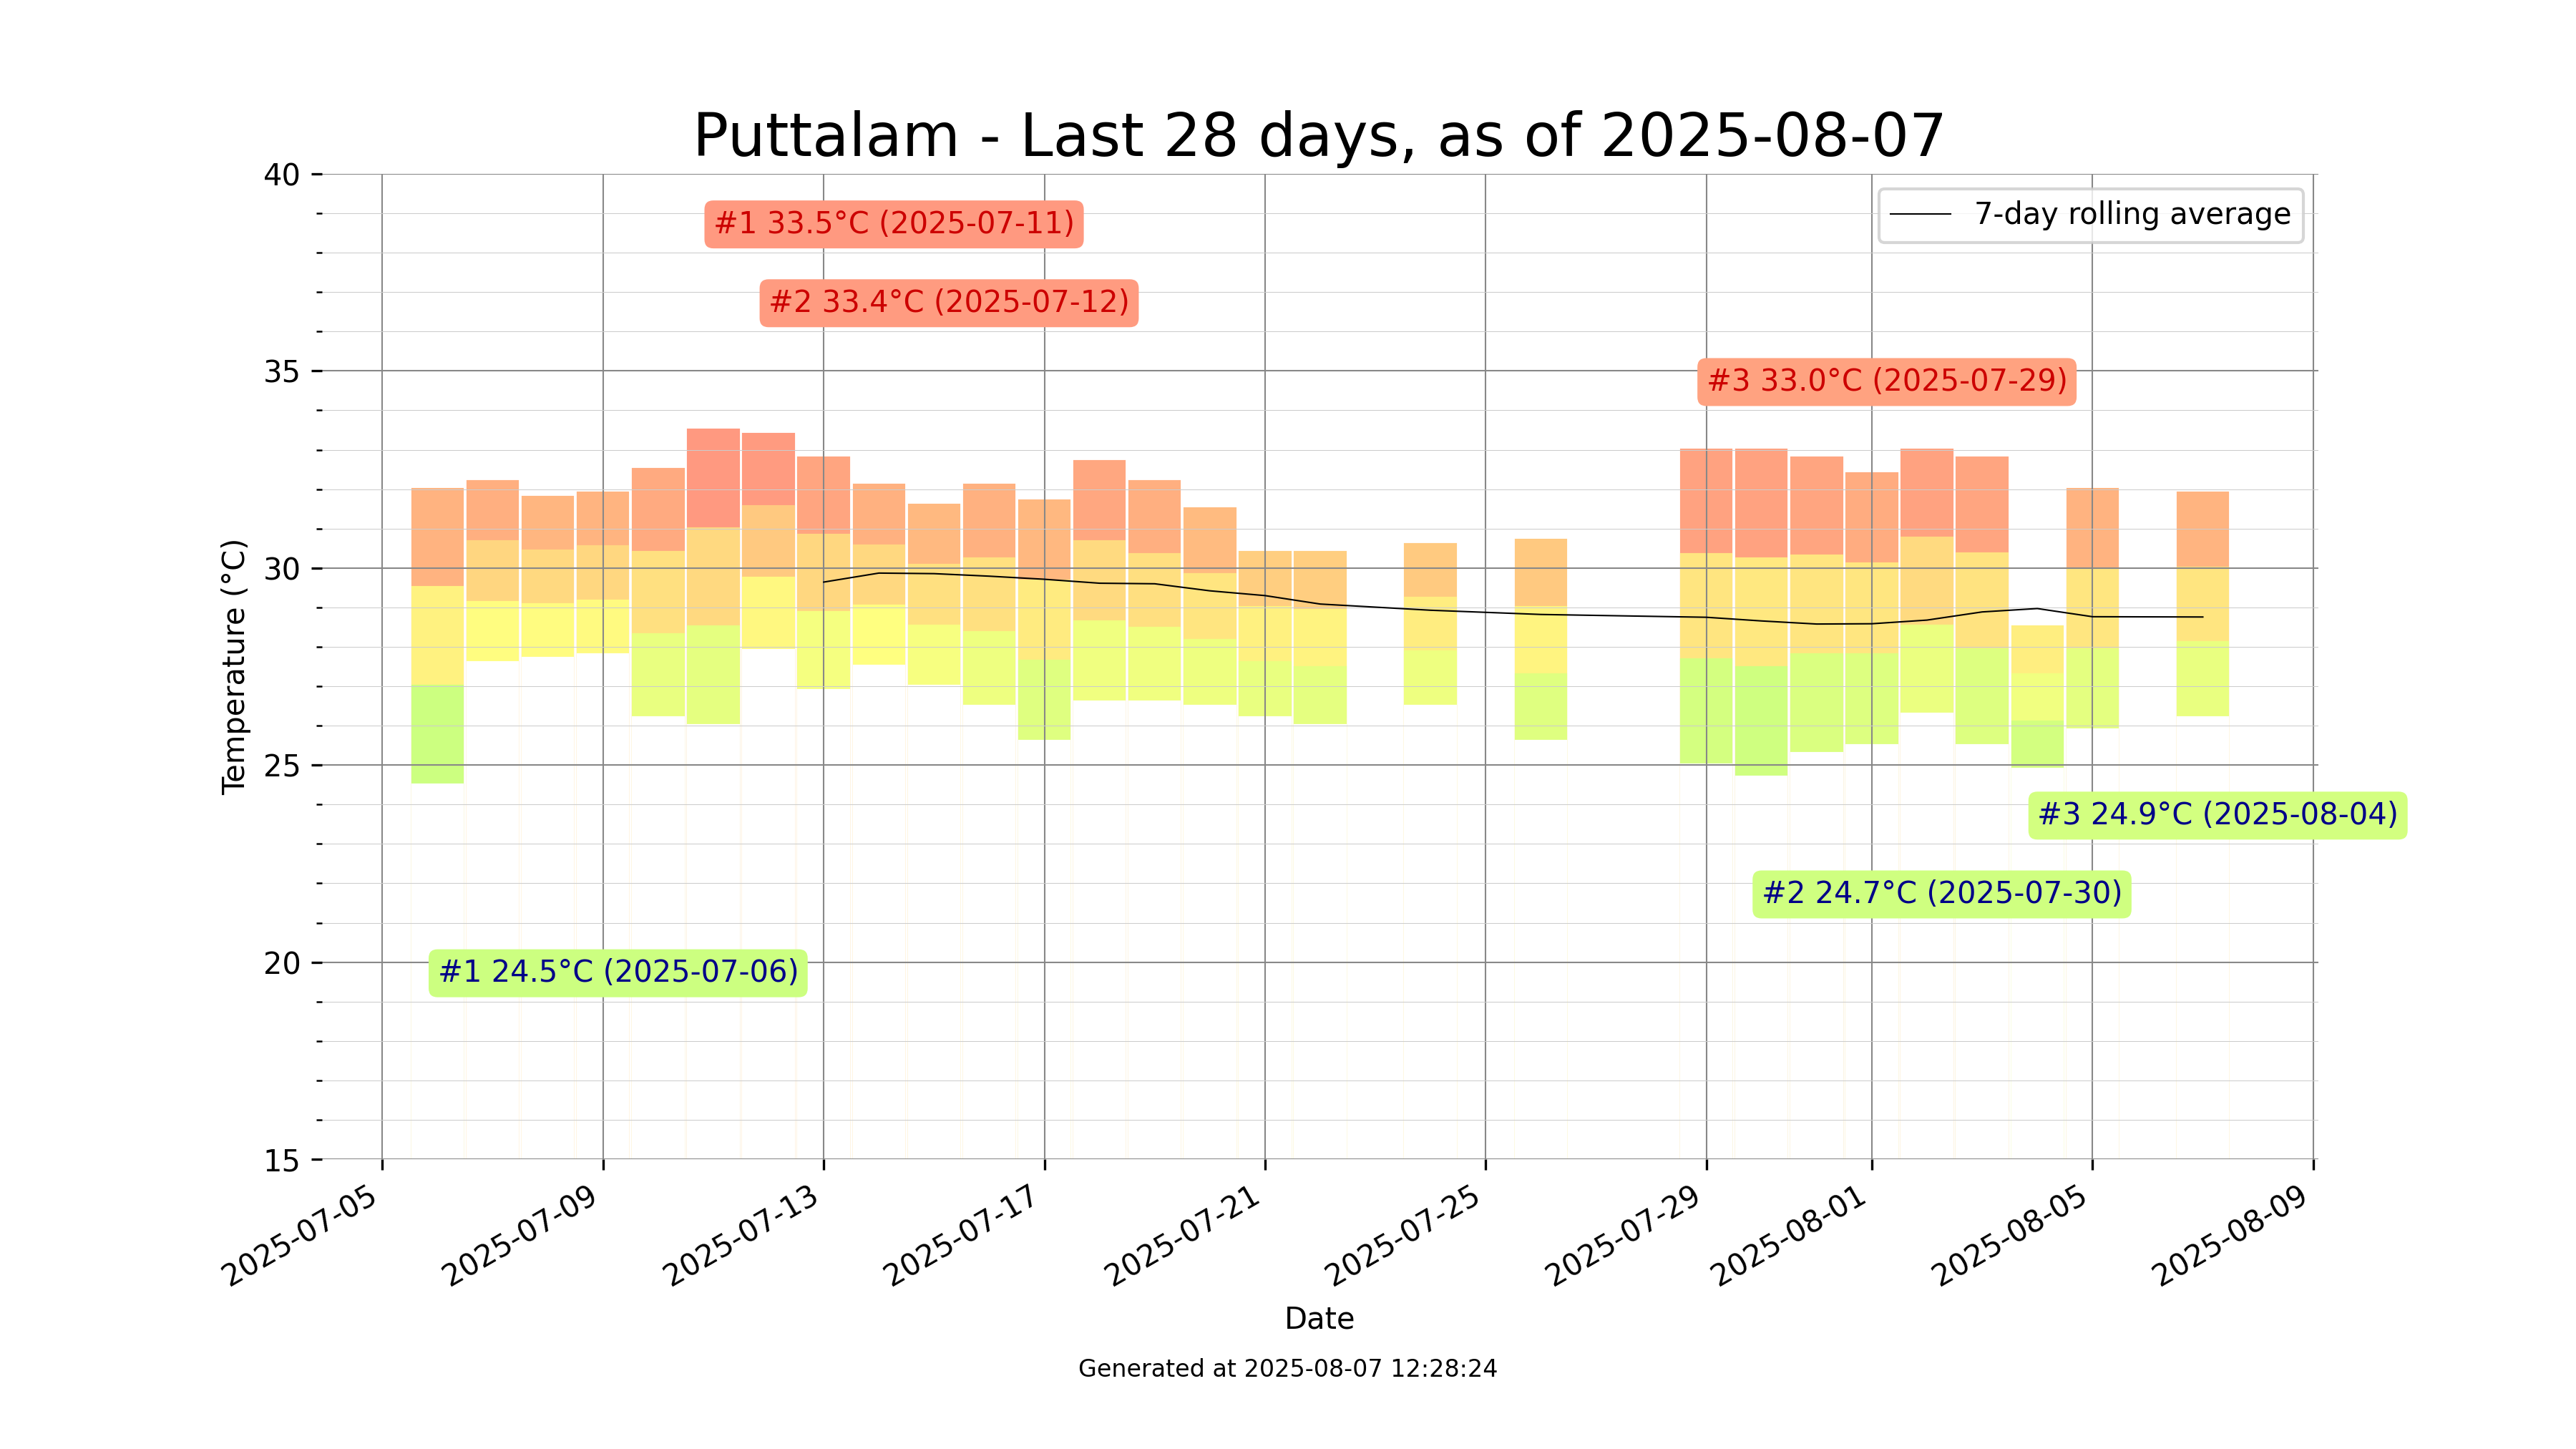 Puttalam - Last 28 days, as of 2025-08-07
40
35
30
25
20
15
Temperature (°C)
7-day rolling average
#1 33.5°C (2025-07-11)
#2 33.4°C (2025-07-12)
#3 33.0°C (2025-07-29)
#3 24.9°C (2025-08-04)
#2 24.7°C (2025-07-30)
#1 24.5°C (2025-07-06)
2025-07-05
2025-07-09
2025-07-13
2025-07-17
2025-07-21
2025-07-25
2025-07-29
2025-08-01
2025-08-05
2025-08-09
Date
Generated at 2025-08-07 12:28:24